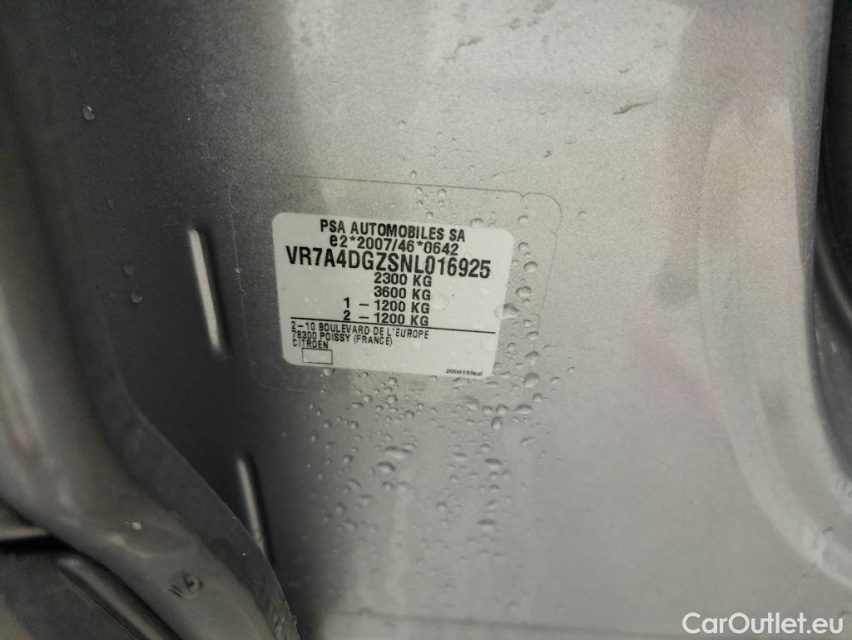 PSA AUTOMOBILES SA
e2*2007/46*0642
VR7A4DGZSNL016925
2300 KG
3600 KG
1 - 1200 KG
2 - 1200 KG
2-10 BOULEVARD DE L'EUROPE
78300 POISSY (FRANCE)
CITROEN
CarOutlet.eu